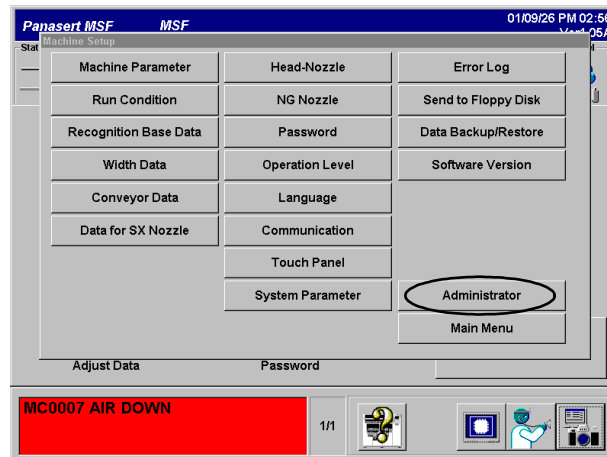 Panasert MSF MSF 01/09/26 PM 02:56
Machine Setup
Machine Parameter Head-Nozzle Error Log
Run Condition NG Nozzle Send to Floppy Disk
Recognition Base Data Password Data Backup/Restore
Width Data Operation Level Software Version
Conveyor Data Language
Data for SX Nozzle Communication
Touch Panel
System Parameter Administrator
Main Menu
Adjust Data Password
MC0007 AIR DOWN
1/1